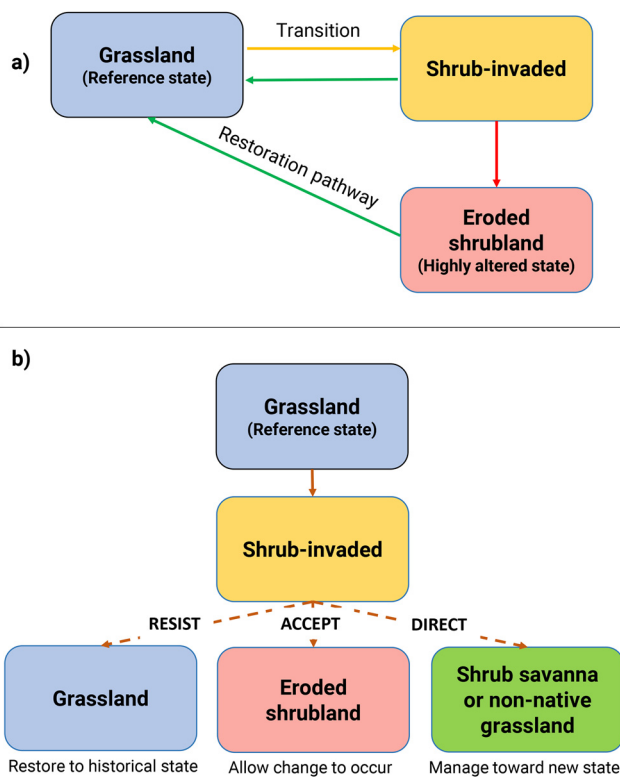 a)
Grassland
(Reference state)
Transition
Shrub-invaded
Restoration pathway
Eroded
shrubland
(Highly altered state)
b)
Grassland
(Reference state)
Shrub-invaded
RESIST
ACCEPT
DIRECT
Grassland
Eroded
shrubland
Shrub savanna
or non-native
grassland
Restore to historical state
Allow change to occur
Manage toward new state